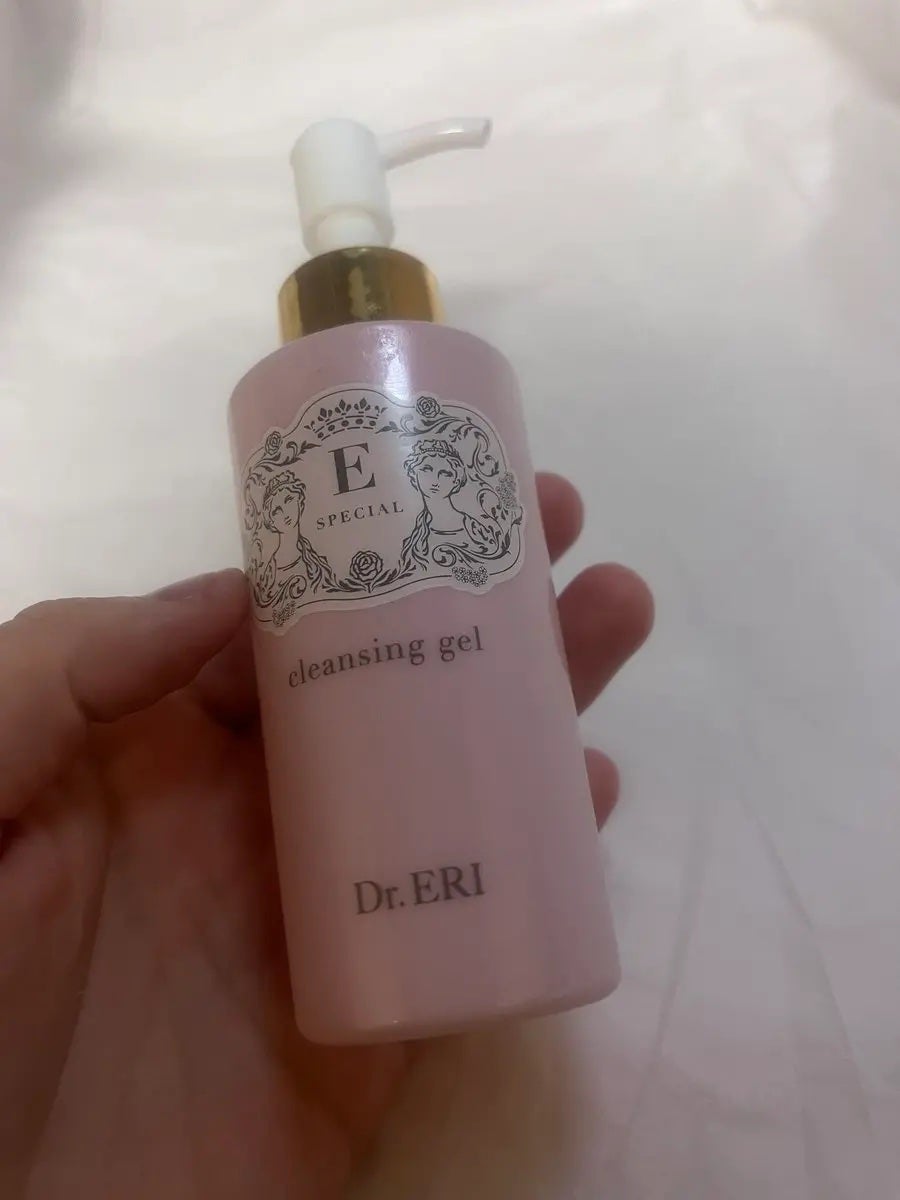 E
SPECIAL
cleansing gel
Dr. ERI